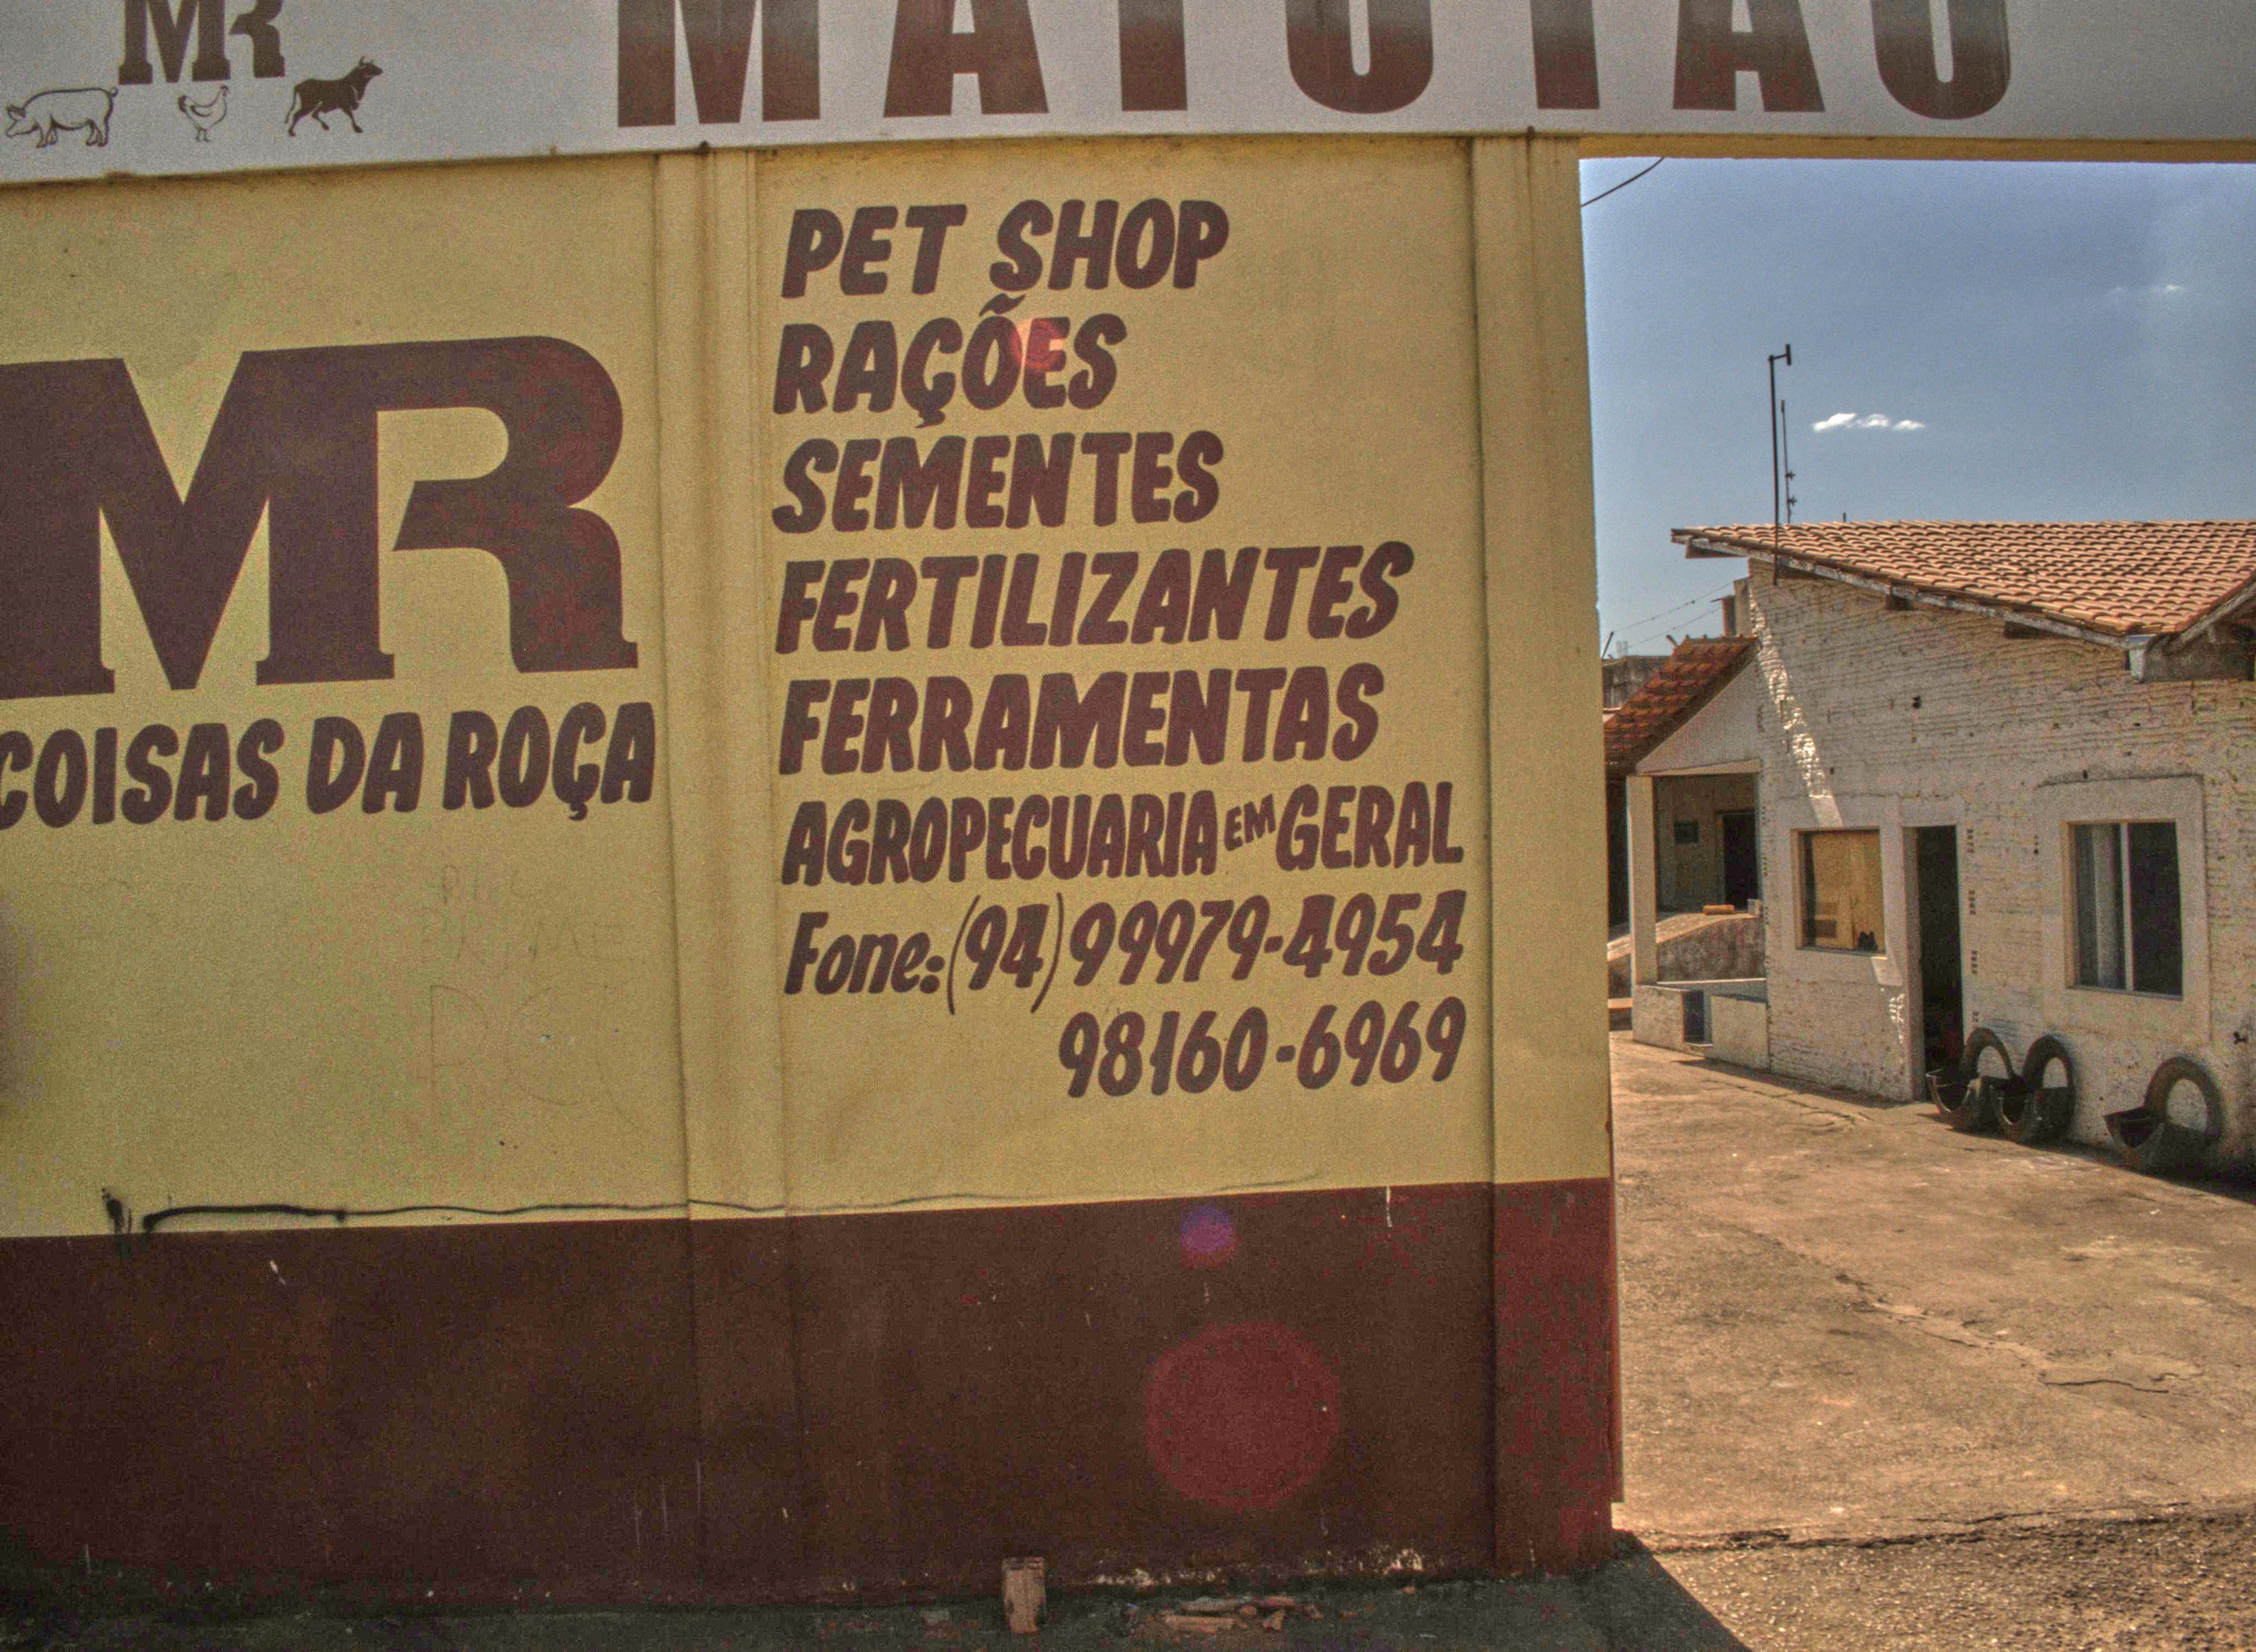 MR
MATUTÃO
MR
COISAS DA ROÇA
PET SHOP
RAÇÕES
SEMENTES
FERTILIZANTES
FERRAMENTAS
AGROPECUARIA EM GERAL
Fone: (94) 99979-4954
98160-6969